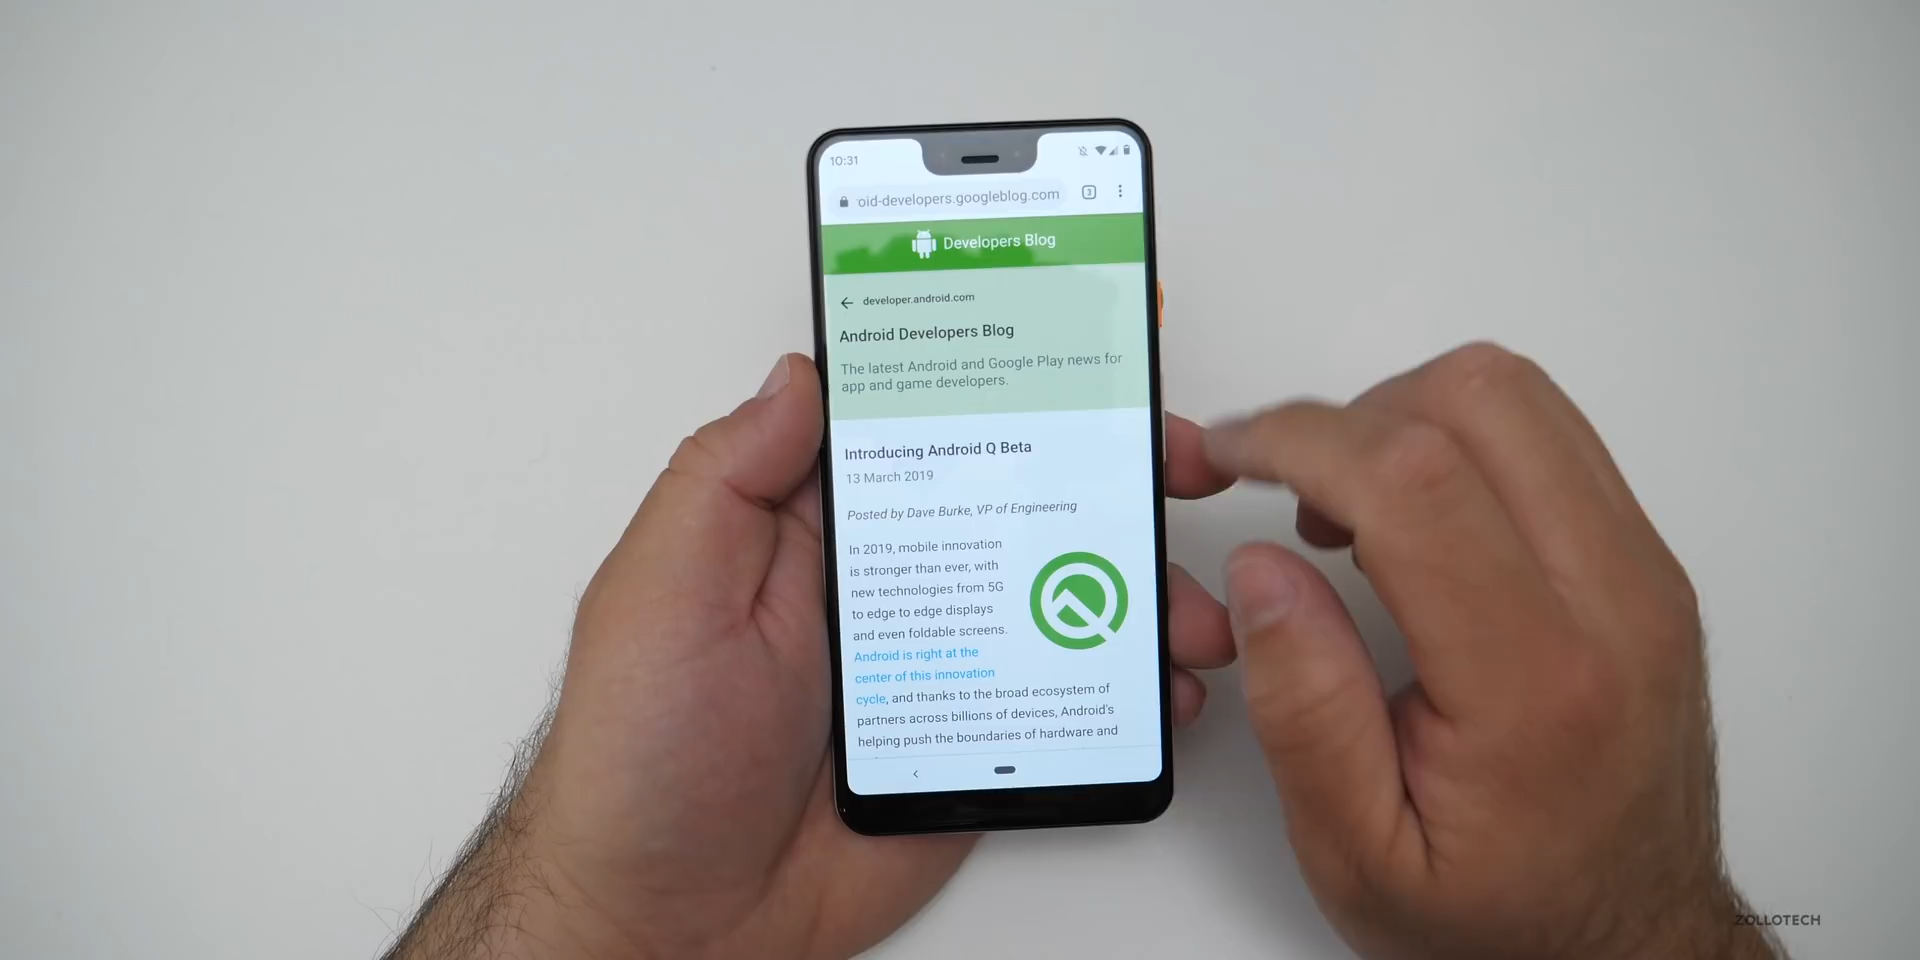 10:31
oid-developers.googleblog.com
3
Developers Blog
developer.android.com
Android Developers Blog
The latest Android and Google Play news for
app and game developers.
Introducing Android Q Beta
13 March 2019
Posted by Dave Burke, VP of Engineering
In 2019, mobile innovation
is stronger than ever, with
new technologies from 5G
to edge to edge displays
and even foldable screens.
Android is right at the
center of this innovation
cycle, and thanks to the broad ecosystem of
partners across billions of devices, Android's
helping push the boundaries of hardware and
ZOLLOTECH